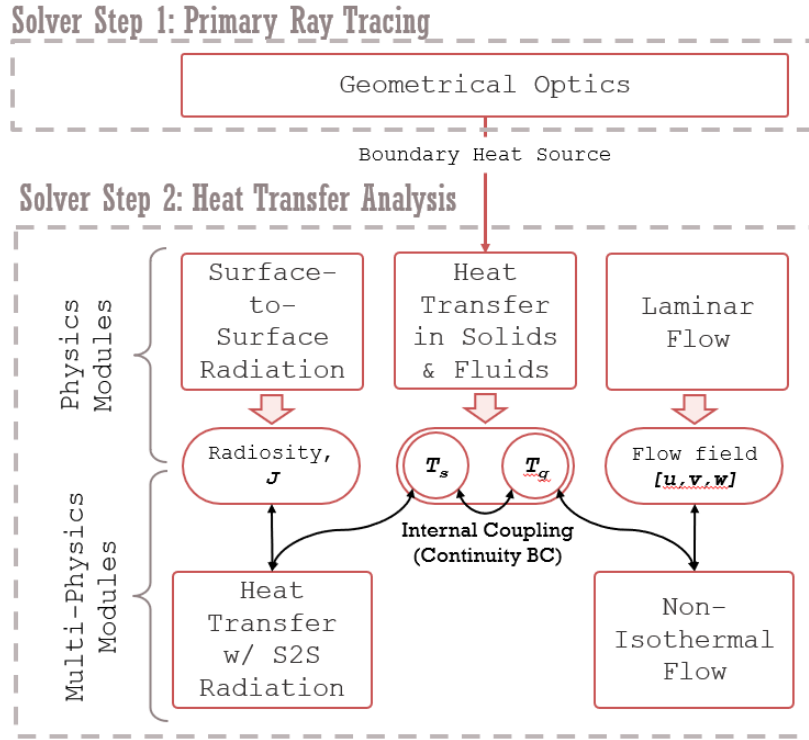 Solver Step 1: Primary Ray Tracing
Geometrical Optics
Boundary Heat Source
Solver Step 2: Heat Transfer Analysis
Physics
Modules
Surface-
to-
Surface
Radiation
Heat
Transfer
in Solids
& Fluids
Laminar
Flow
Radiosity,
J
Ts
Tg
Flow field
[u,v,w]
Internal Coupling
(Continuity BC)
Multi-Physics
Modules
Heat
Transfer
w/ S2S
Radiation
Non-
Isothermal
Flow